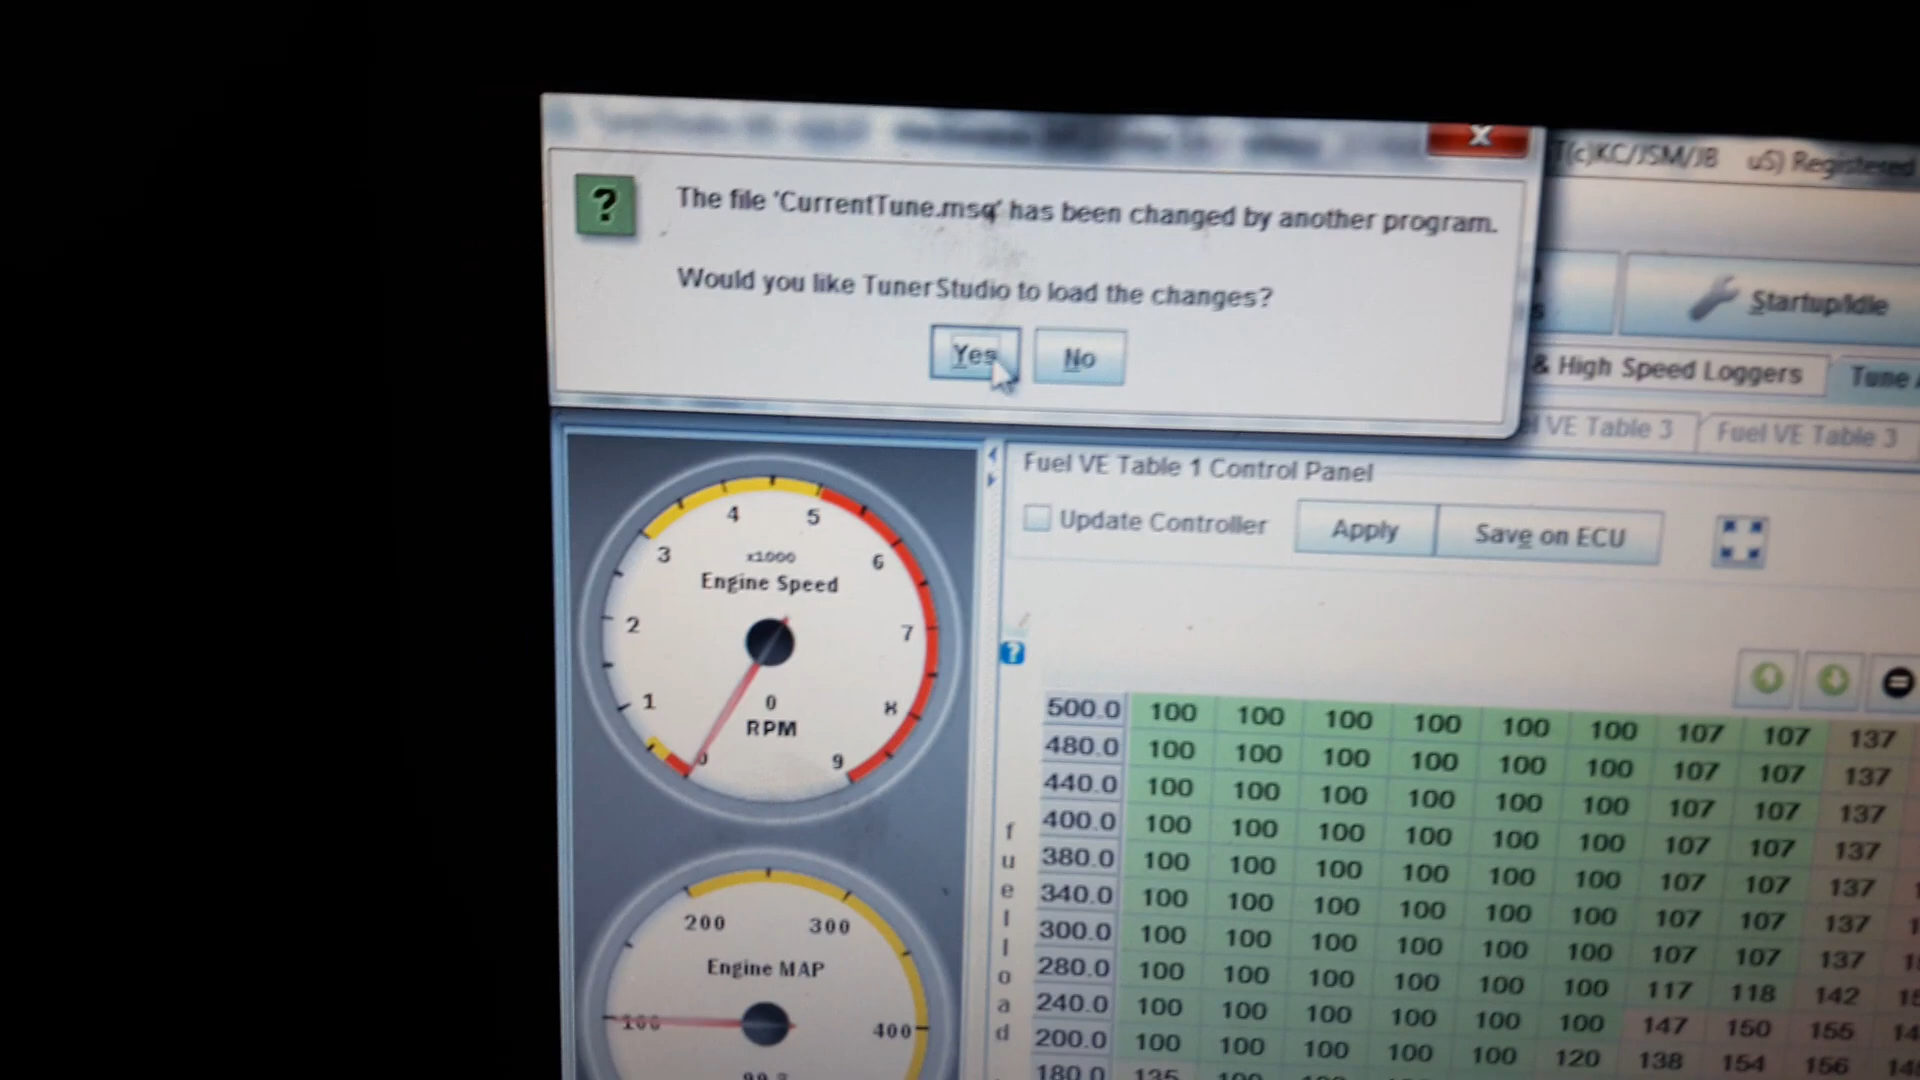 T(c)KC/JSM/JB uS) Registered
The file 'CurrentTune.msq' has been changed by another program.
Would you like TunerStudio to load the changes?
Yes No
Startup/Idle
& High Speed Loggers Tune
VE Table 3 Fuel VE Table 3
Fuel VE Table 1 Control Panel
Update Controller Apply Save on ECU
0 1 2 3 4 5 6 7 8 9
x1000
Engine Speed
0
RPM
100 200 300 400
Engine MAP
fuelload
500.0 100 100 100 100 100 100 107 107 137
480.0 100 100 100 100 100 100 107 107 137
440.0 100 100 100 100 100 100 107 107 137
400.0 100 100 100 100 100 100 107 107 137
380.0 100 100 100 100 100 100 107 107 137
340.0 100 100 100 100 100 100 107 107 137
300.0 100 100 100 100 100 100 107 107 137
280.0 100 100 100 100 100 100 117 118 142
240.0 100 100 100 100 100 100 147 150 155
200.0 100 100 100 100 100 120 138 154 156
180.0 135